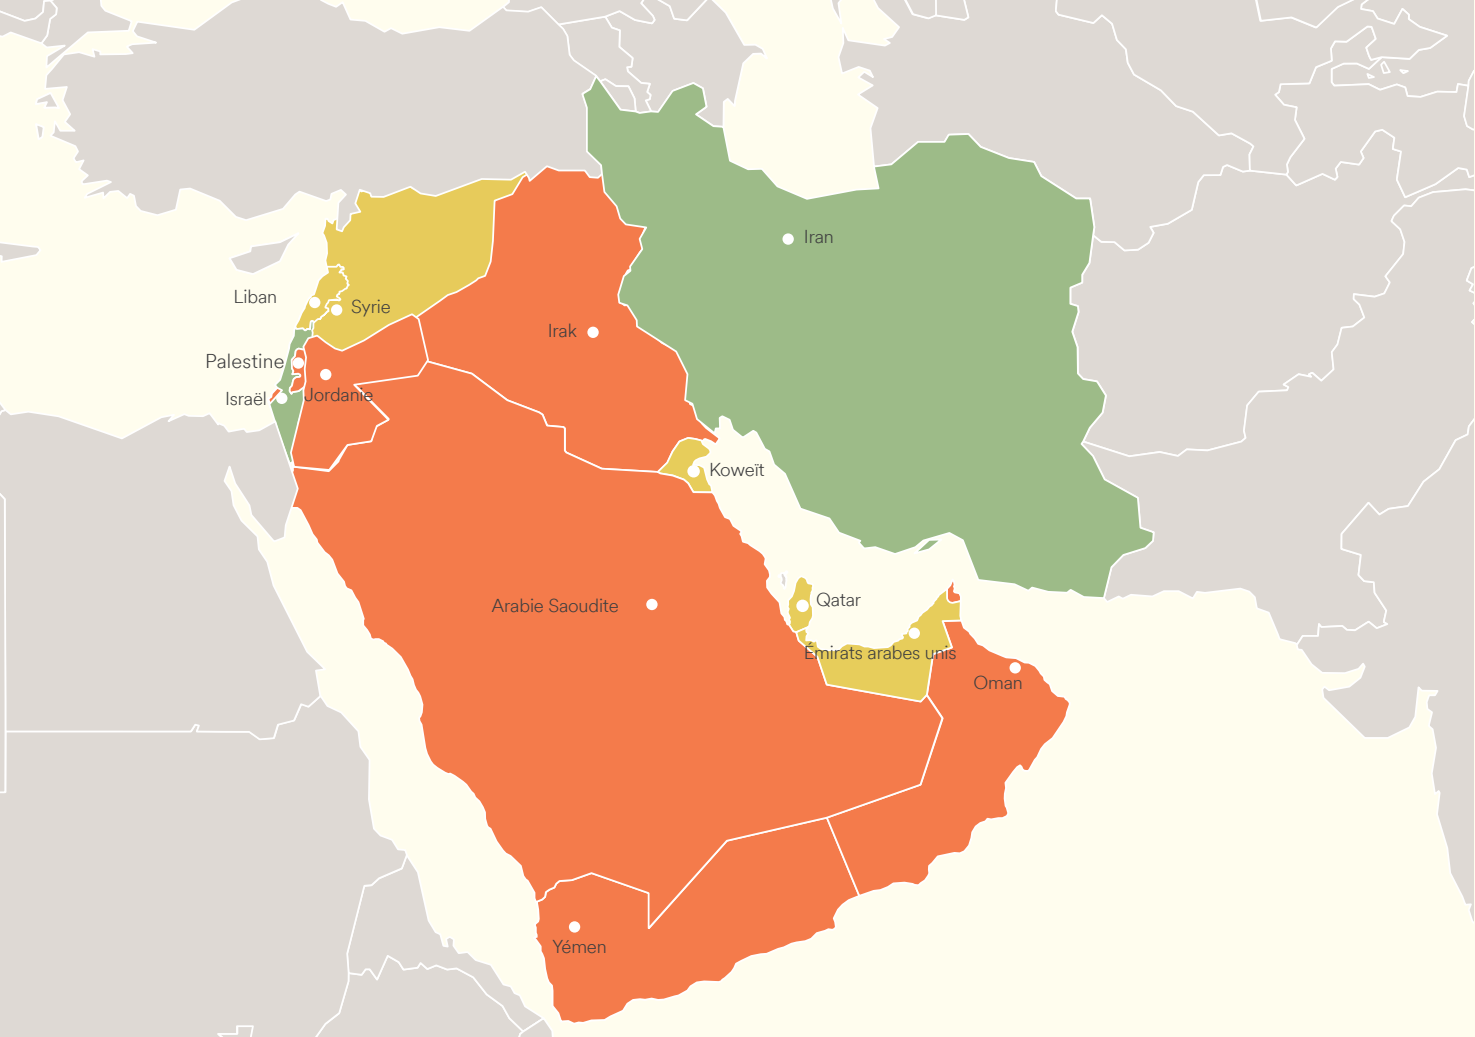 Iran
Liban
Syrie
Irak
Palestine
Jordanie
Israël
Koweït
Qatar
Arabie Saoudite
Émirats arabes unis
Oman
Yémen